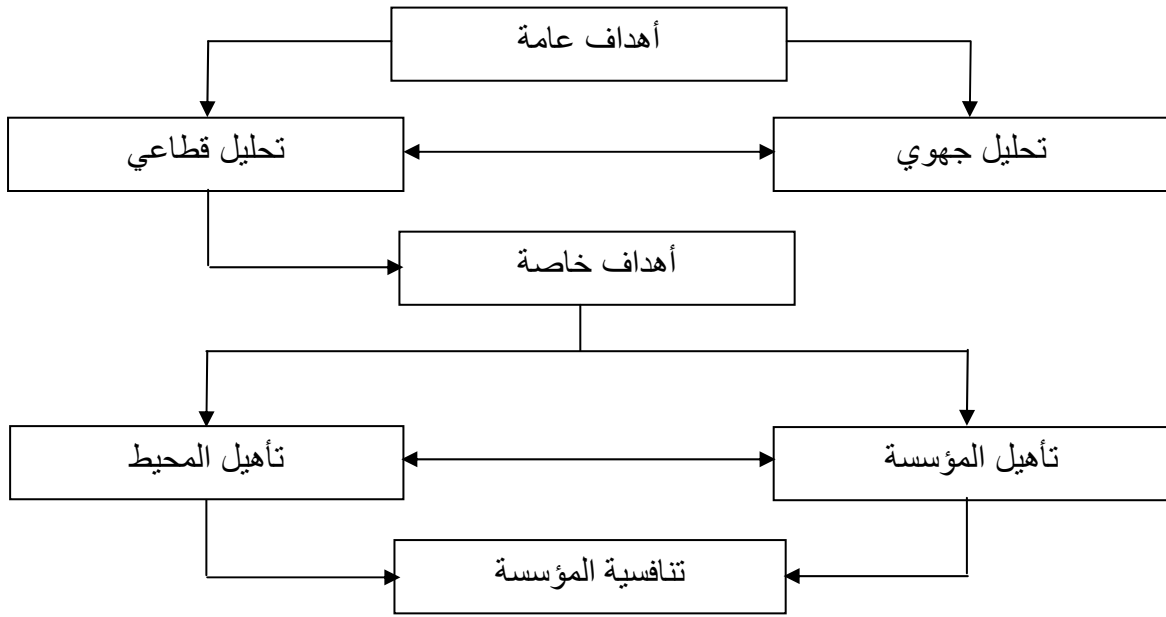 أهداف عامة
تحليل جهوي
تحليل قطاعي
أهداف خاصة
تأهيل المؤسسة
تأهيل المحيط
تنافسية المؤسسة